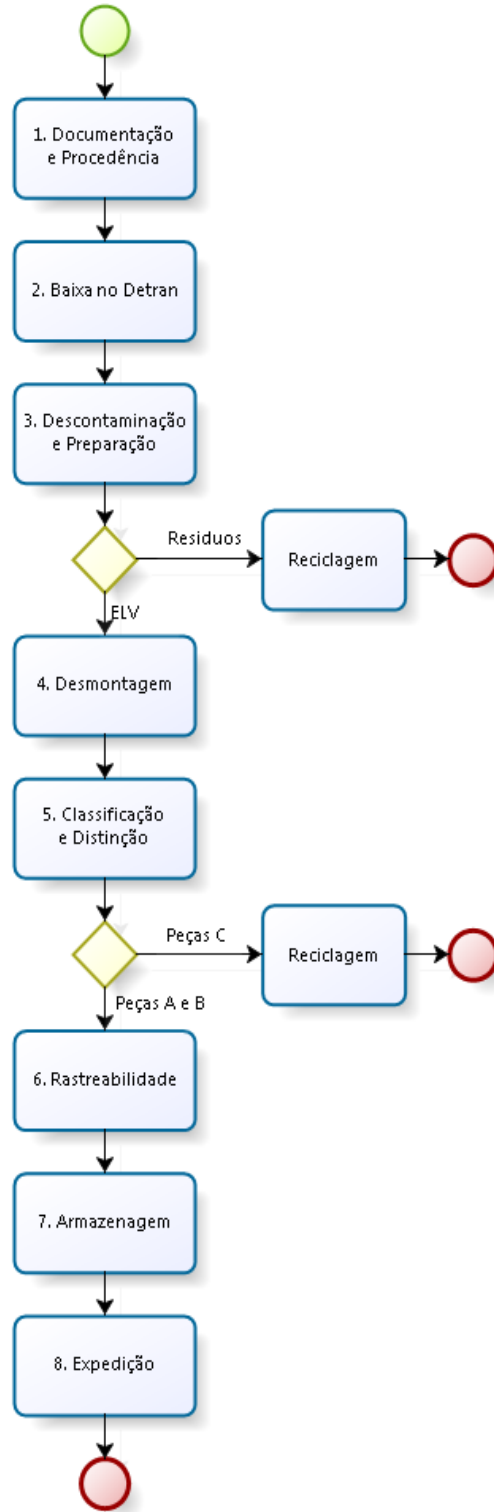 1. Documentação
e Procedência
2. Baixa no Detran
3. Descontaminação
e Preparação
Residuos
Reciclagem
ELV
4. Desmontagem
5. Classificação
e Distinção
Peças C
Reciclagem
Peças A e B
6. Rastreabilidade
7. Armazenagem
8. Expedição